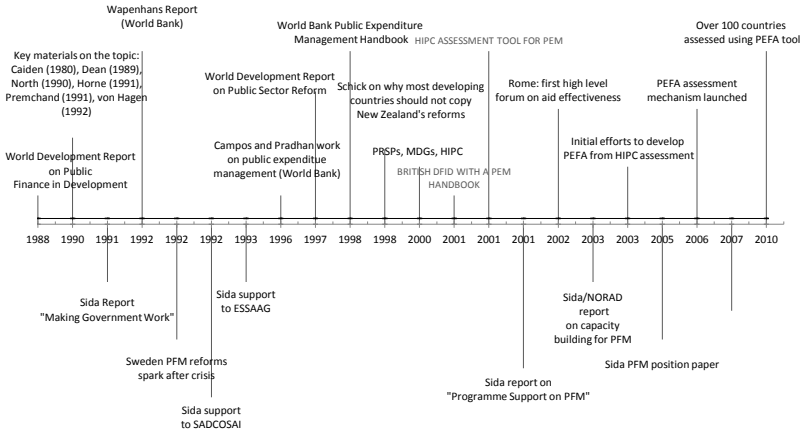 Wapenhans Report
(World Bank)
World Bank Public Expenditure
Management Handbook
HIPC ASSESSMENT TOOL FOR PEM
Over 100 countries
assessed using PEFA tool
Key materials on the topic:
Caiden (1980), Dean (1989),
North (1990), Horne (1991),
Premchand (1991), von Hagen
(1992)
World Development Report
on Public Sector Reform
Schick on why most developing
countries should not copy
New Zealand's reforms
Rome: first high level
forum on aid effectiveness
PEFA assessment
mechanism launched
World Development Report
on Public
Finance in Development
Campos and Pradhan work
on public expenditue
management (World Bank)
PRSPs, MDGs, HIPC
BRITISH DFID WITH A PEM
HANDBOOK
Initial efforts to develop
PEFA from HIPC assessment
1988 1990 1991 1992 1992 1992 1993 1996 1997 1998 1998 2000 2001 2001 2001 2002 2003 2003 2005 2006 2007 2010
Sida Report
"Making Government Work"
Sida support
to ESSAAG
Sida/NORAD
report
on capacity
building for PFM
Sweden PFM reforms
spark after crisis
Sida PFM position paper
Sida report on
"Programme Support on PFM"
Sida support
to SADCOSAI